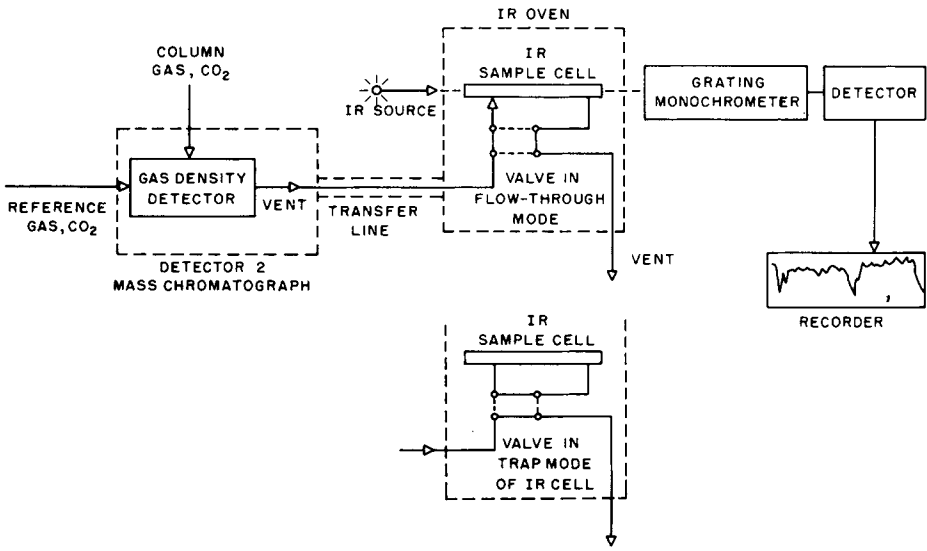 IR OVEN
COLUMN
GAS, CO2
IR
SAMPLE CELL
IR SOURCE
GRATING
MONOCHROMETER
DETECTOR
GAS DENSITY
DETECTOR
VENT
REFERENCE
GAS, CO2
TRANSFER
LINE
VALVE IN
FLOW-THROUGH
MODE
DETECTOR 2
MASS CHROMATOGRAPH
VENT
RECORDER
IR
SAMPLE CELL
VALVE IN
TRAP MODE
OF IR CELL